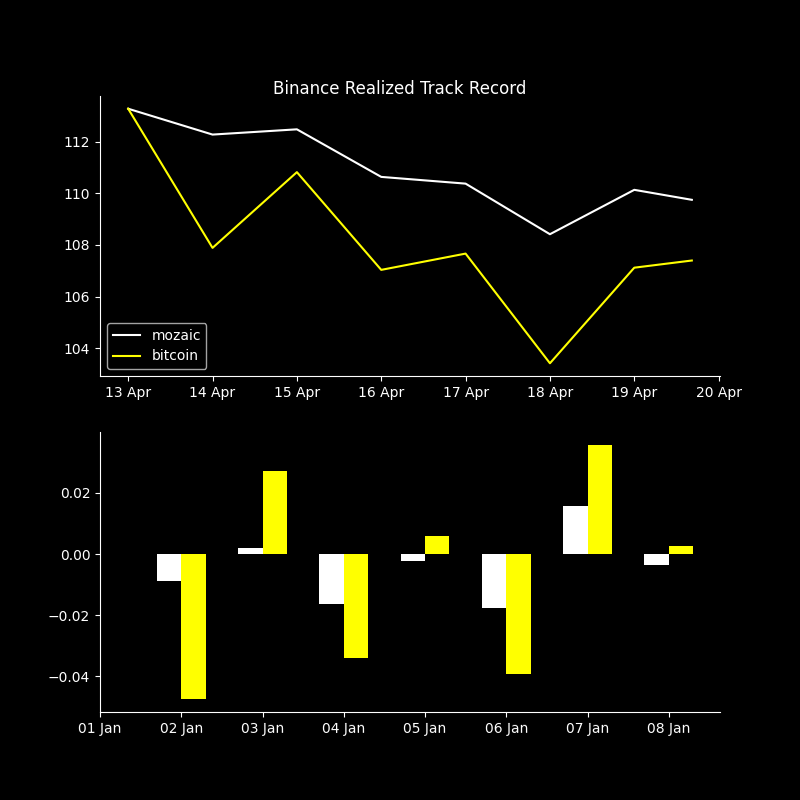 Binance Realized Track Record
112
110
108
106
104
mozaic
bitcoin
13 Apr 14 Apr 15 Apr 16 Apr 17 Apr 18 Apr 19 Apr 20 Apr
0.02
0.00
−0.02
−0.04
01 Jan 02 Jan 03 Jan 04 Jan 05 Jan 06 Jan 07 Jan 08 Jan